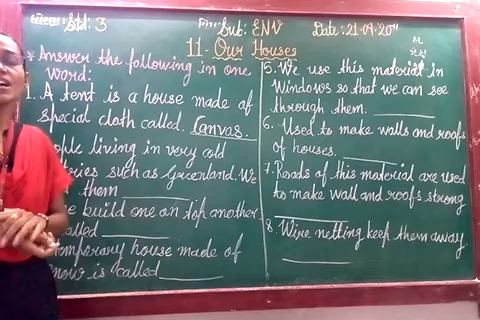 Std: 3
Sub: ENV
Date: 21.09.20
11 - Our Houses
* Answer the following in one
word:
1. A tent is a house made of
special cloth called. Canvas.
ople living in very cold
tries such as greenland. We
them
e build one on top another.
alled
emporary house made of
now is called
5. We use this material in
windows so that we can see
through them.
6. Used to make walls and roofs
of houses.
7. Roads of this material are used
to make wall and roofs strong
8. Wire netting keep them away.